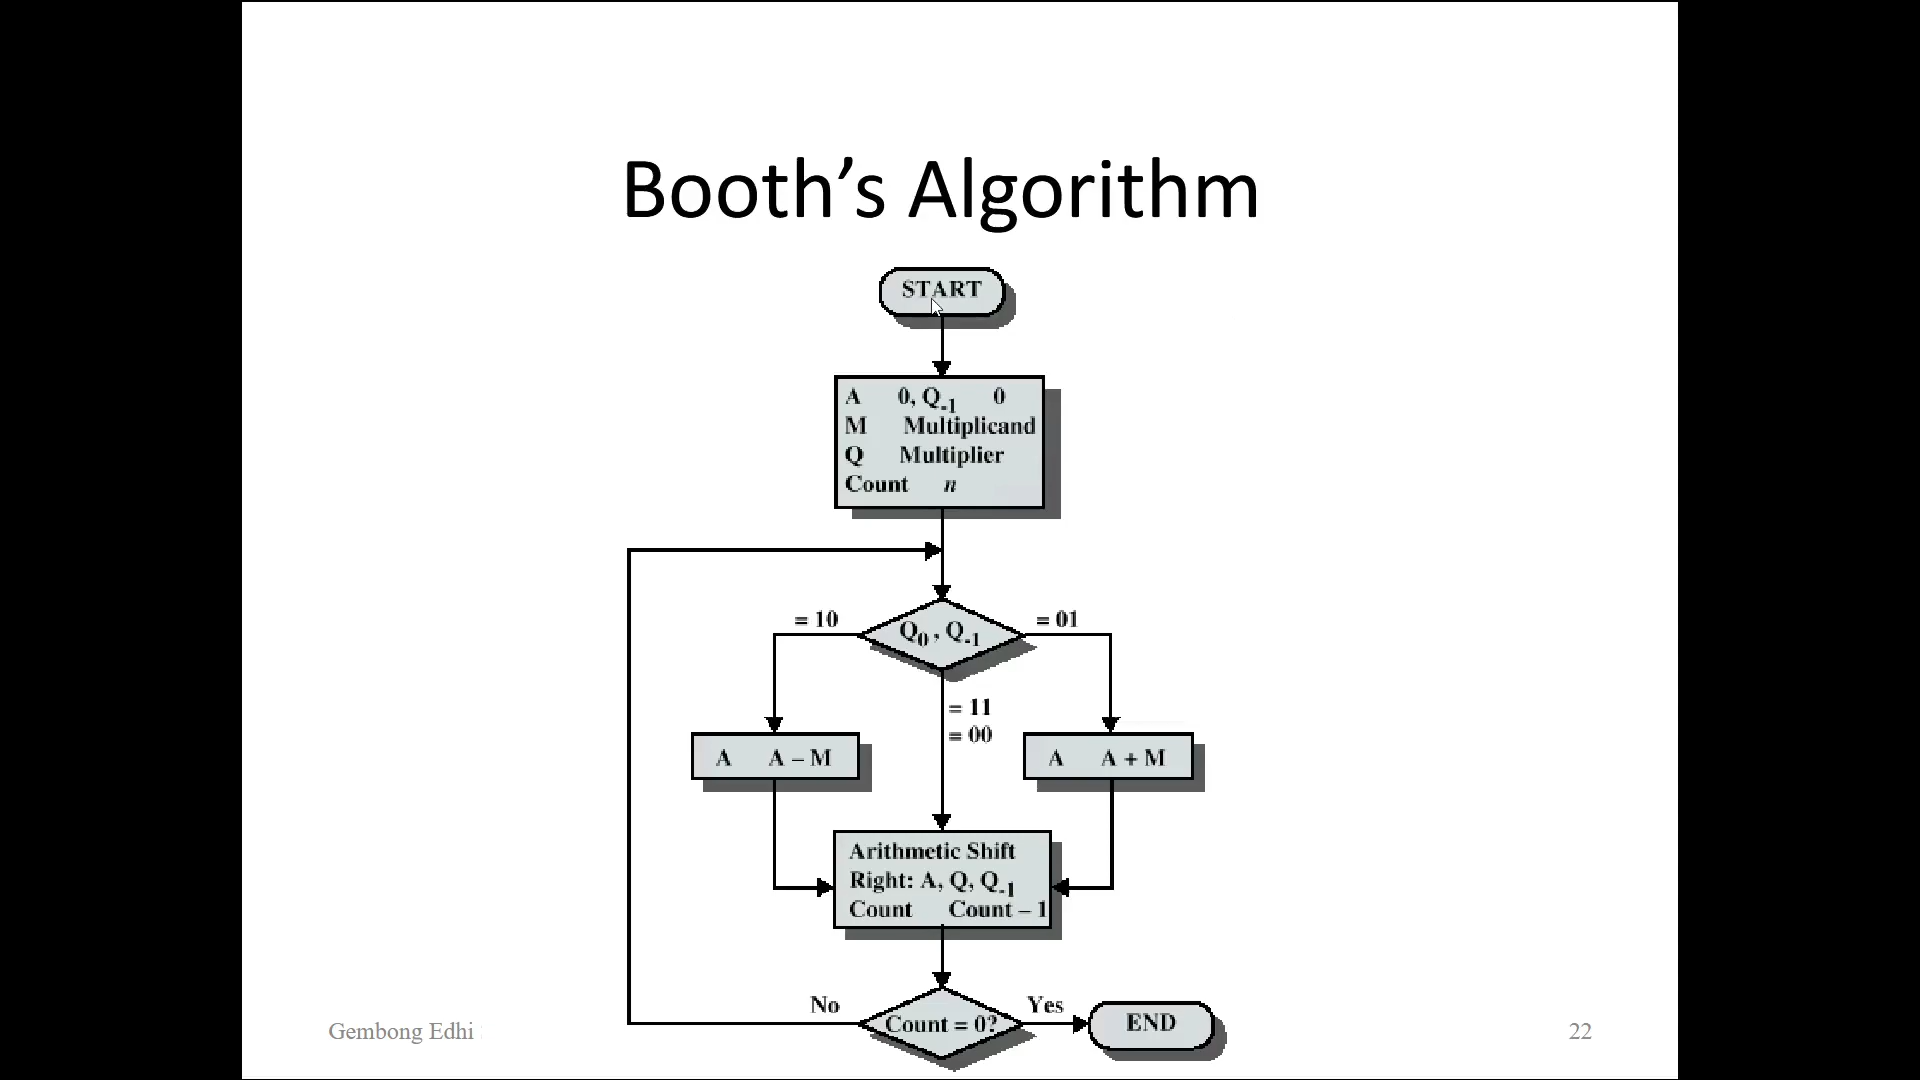 Booth’s Algorithm
START
A 0, Q-1 0
M Multiplicand
Q Multiplier
Count n
= 10
Q0, Q-1
= 01
= 11
= 00
A A – M
A A + M
Arithmetic Shift
Right: A, Q, Q-1
Count Count – 1
No
Count = 0?
Yes
END
Gembong Edhi
22